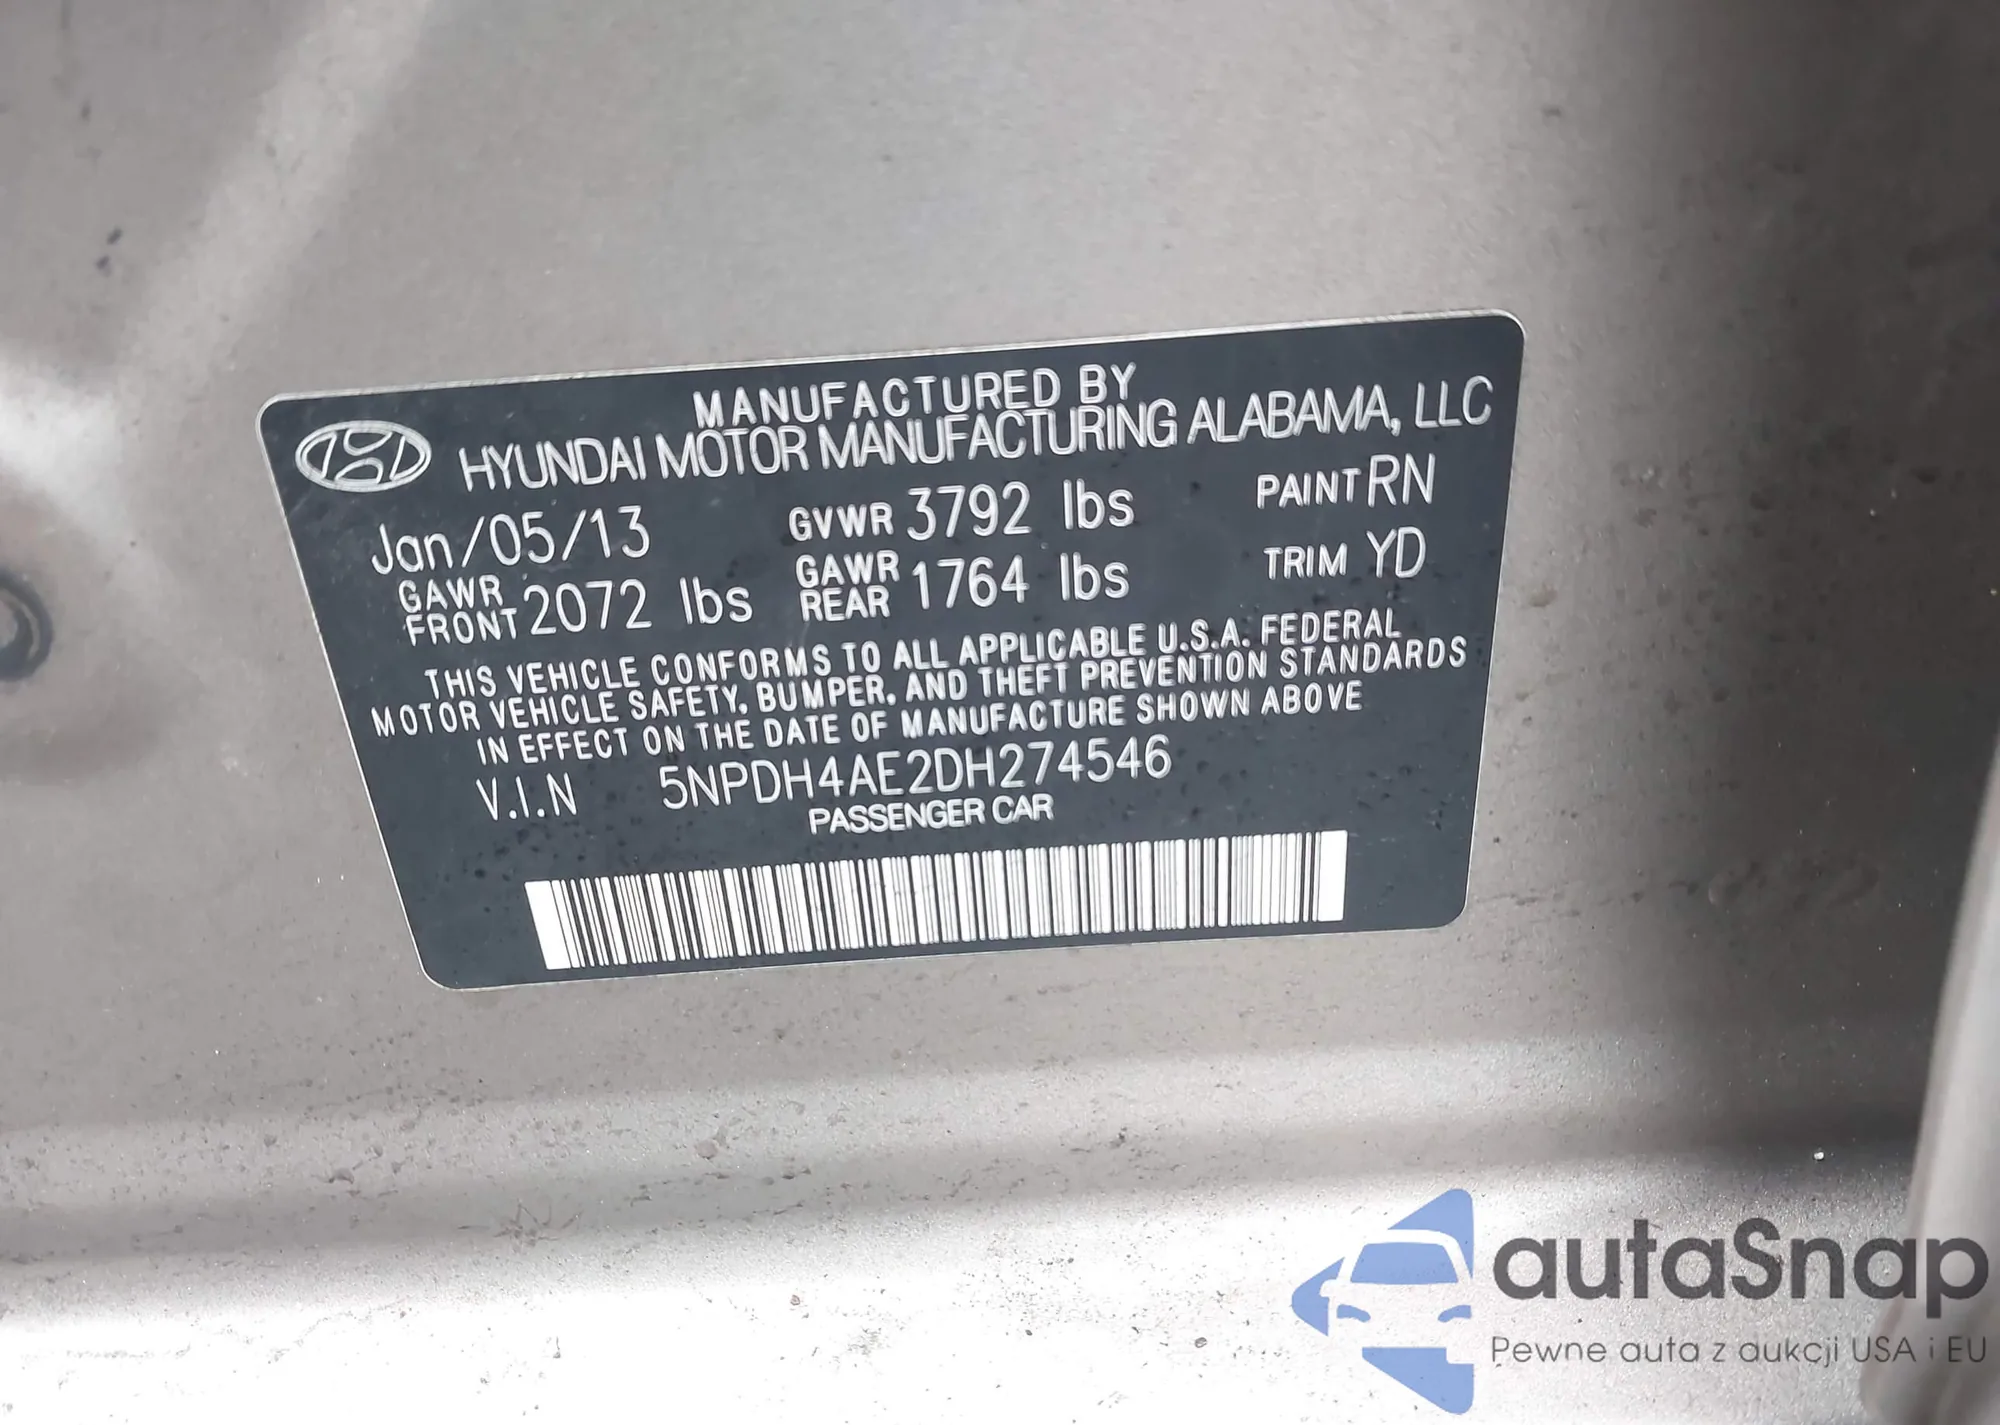 MANUFACTURED BY
HYUNDAI MOTOR MANUFACTURING ALABAMA, LLC
Jan/05/13 GVWR 3792 lbs PAINT RN
GAWR FRONT 2072 lbs GAWR REAR 1764 lbs TRIM YD
THIS VEHICLE CONFORMS TO ALL APPLICABLE U.S.A. FEDERAL
MOTOR VEHICLE SAFETY, BUMPER, AND THEFT PREVENTION STANDARDS
IN EFFECT ON THE DATE OF MANUFACTURE SHOWN ABOVE
V.I.N 5NPDH4AE2DH274546
PASSENGER CAR
autaSnap
Pewne auta z aukcji USA i EU